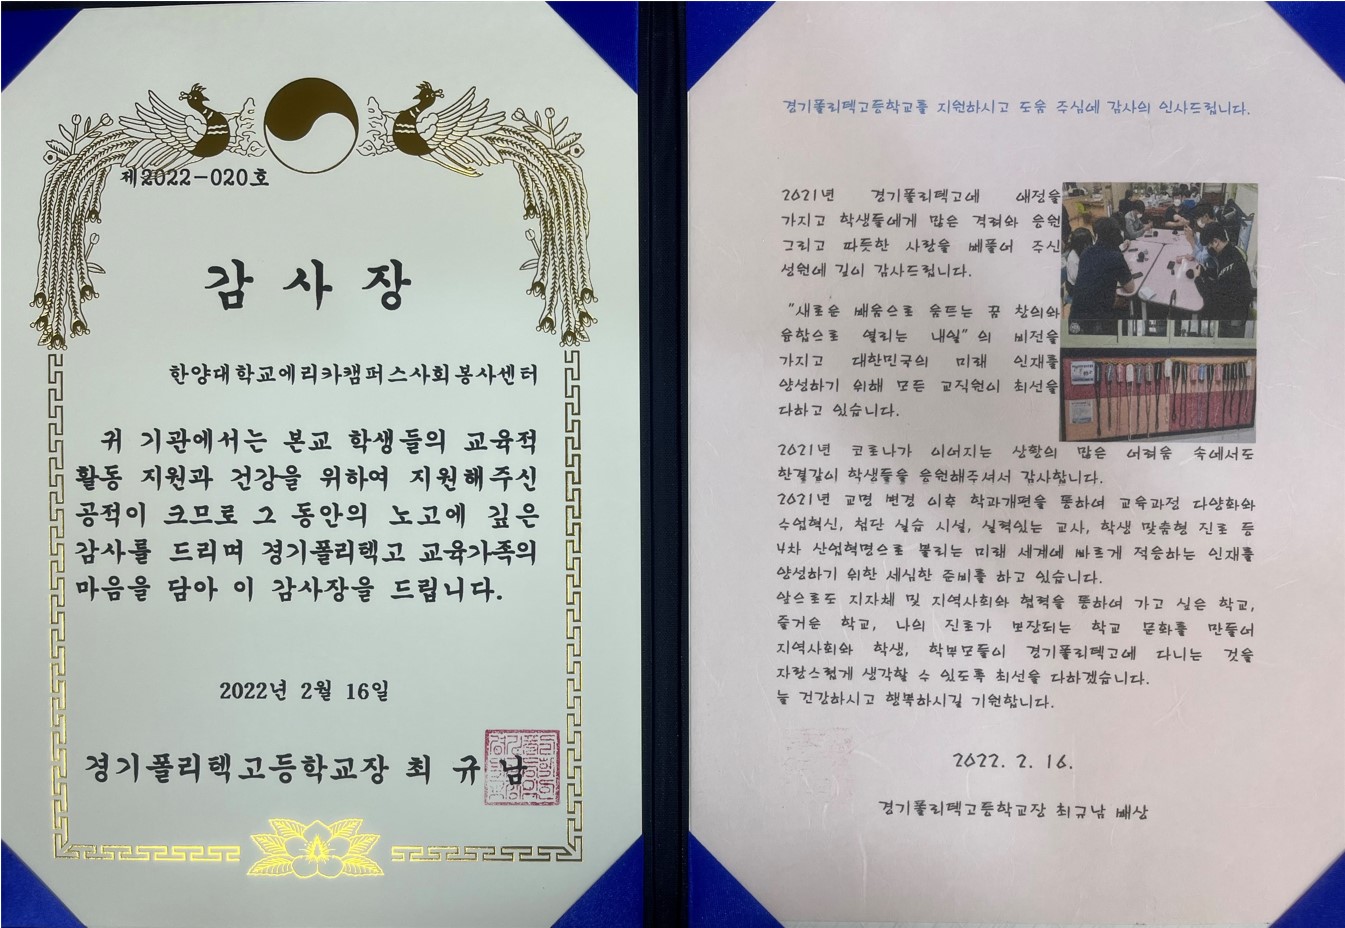 제2022-020호
감 사 장
한양대학교에리카캠퍼스사회봉사센터
귀 기관에서는 본교 학생들의 교육적
활동 지원과 건강을 위하여 지원해주신
공적이 크므로 그 동안의 노고에 깊은
감사를 드리며 경기폴리텍고 교육가족의
마음을 담아 이 감사장을 드립니다.
2022년 2월 16일
경기폴리텍고등학교장 최 규 남
경기폴리텍고등학교를 지원하시고 도움 주심에 감사의 인사드립니다.
2021년 경기폴리텍고에 애정을
가지고 학생들에게 많은 격려와 응원
그리고 따듯한 사랑을 베풀어 주신
성원에 깊이 감사드립니다.
"새로운 배움으로 움트는 꿈 창의와
융합으로 열리는 내일"의 비전을
가지고 대한민국의 미래 인재를
양성하기 위해 모든 교직원이 최선을
다하고 있습니다.
2021년 코로나가 이어지는 상황의 많은 어려움 속에서도
한결같이 학생들을 응원해주셔서 감사합니다.
2021년 교명 변경 이후 학과개편을 통하여 교육과정 다양화와
수업혁신, 첨단 실습 시설, 실력있는 교사, 학생 맞춤형 진로 등
4차 산업혁명으로 불리는 미래 세계에 빠르게 적응하는 인재를
양성하기 위한 세심한 준비를 하고 있습니다.
앞으로도 지자체 및 지역사회와 협력을 통하여 가고 싶은 학교,
즐거운 학교, 나의 진로가 보장되는 학교 문화를 만들어
지역사회와 학생, 학부모들이 경기폴리텍고에 다니는 것을
자랑스럽게 생각할 수 있도록 최선을 다하겠습니다.
늘 건강하시고 행복하시길 기원합니다.
2022. 2. 16.
경기폴리텍고등학교장 최규남 배상